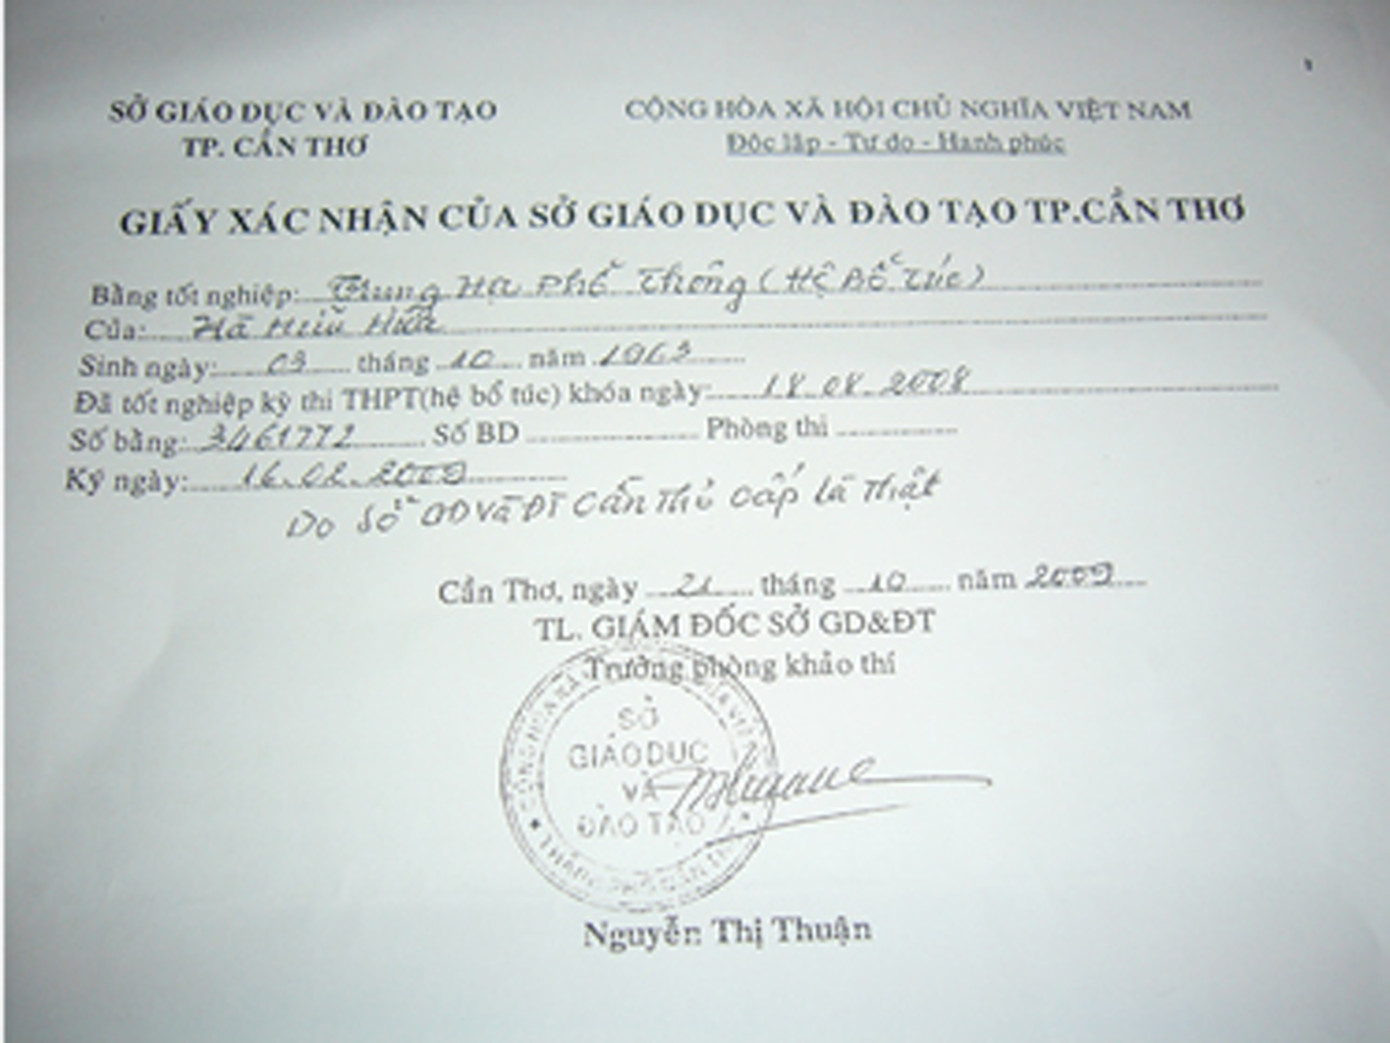 SỞ GIÁO DỤC VÀ ĐÀO TẠO
TP. CẦN THƠ
CỘNG HÒA XÃ HỘI CHỦ NGHĨA VIỆT NAM
Độc lập - Tự do - Hạnh phúc
GIẤY XÁC NHẬN CỦA SỞ GIÁO DỤC VÀ ĐÀO TẠO TP.CẦN THƠ
Bằng tốt nghiệp: Trung Học Phổ Thông (Hệ Bổ Túc)
Của: Hà Hữu
Sinh ngày: 03 tháng 10 năm 1963
Đã tốt nghiệp kỳ thi THPT(hệ bổ túc) khóa ngày: 18.08.2008
Số bằng: 3461772 Số BD Phòng thi
Ký ngày: 16.02.2009
Do Sở GD và ĐT Cần Thơ cấp là thật
Cần Thơ, ngày 21 tháng 10 năm 2009
TL. GIÁM ĐỐC SỞ GD&ĐT
Trưởng phòng khảo thí
SỞ
GIÁO DỤC
VÀ
ĐÀO TẠO
Nguyễn Thị Thuận